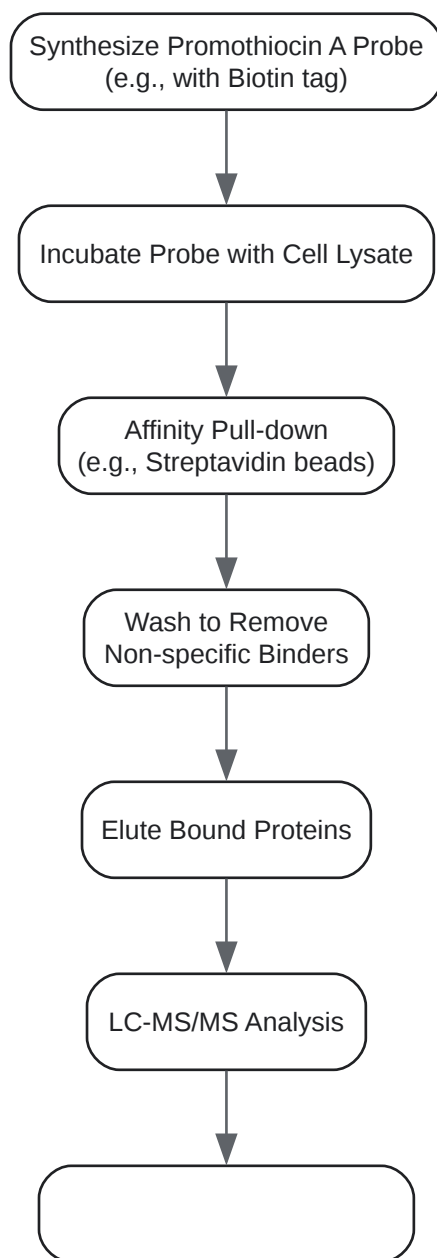 Synthesize Promothiocin A Probe
(e.g., with Biotin tag)
Incubate Probe with Cell Lysate
Affinity Pull-down
(e.g., Streptavidin beads)
Wash to Remove
Non-specific Binders
Elute Bound Proteins
LC-MS/MS Analysis